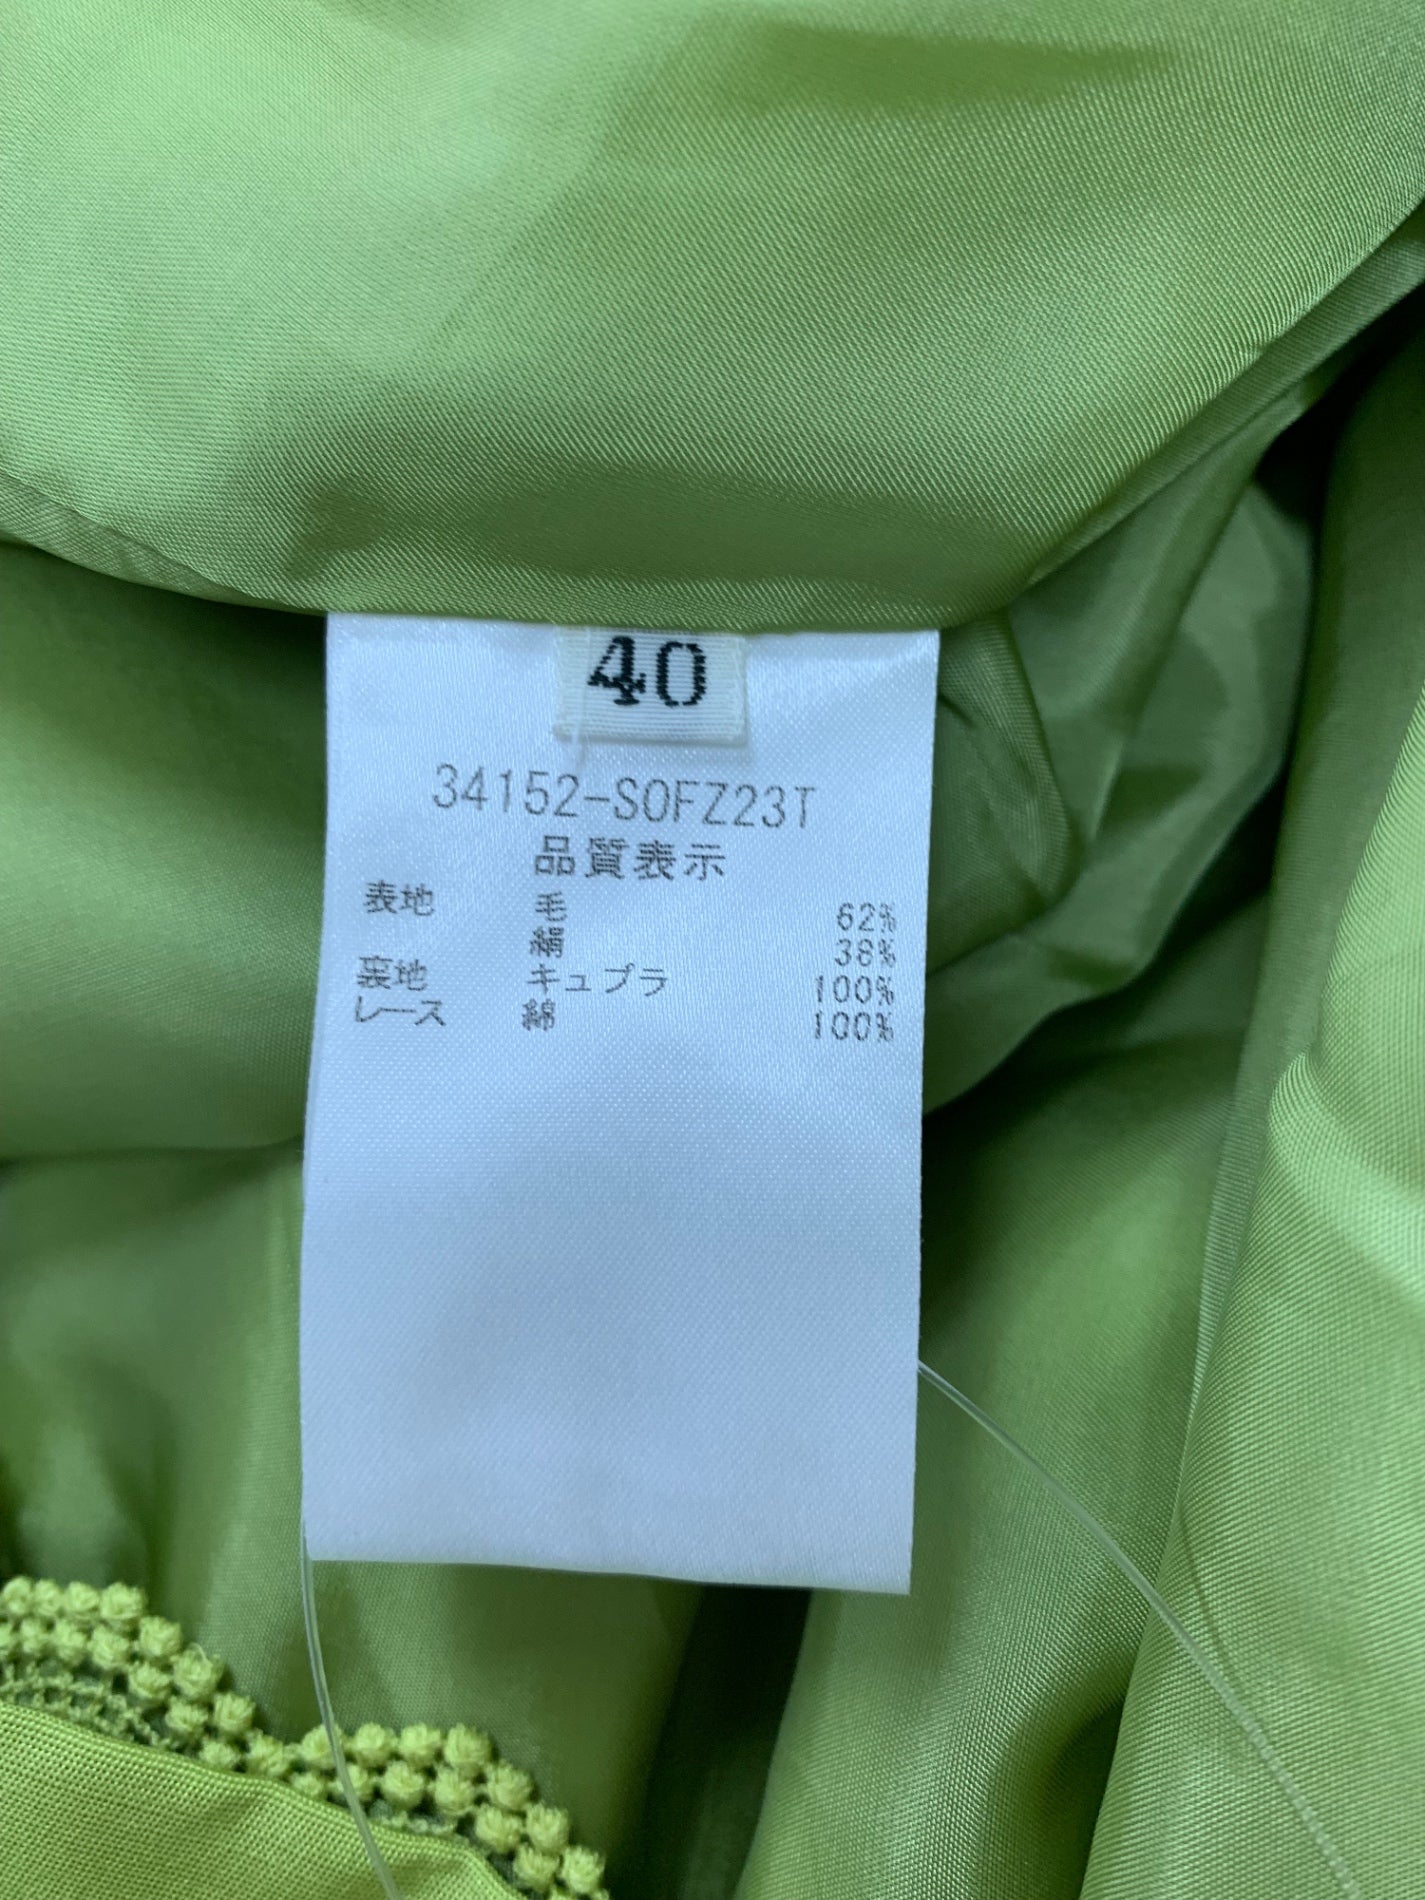 40
34152-SOFZ23T
品質表示
表地 毛 62%
絹 38%
裏地 キュプラ 100%
レース 綿 100%